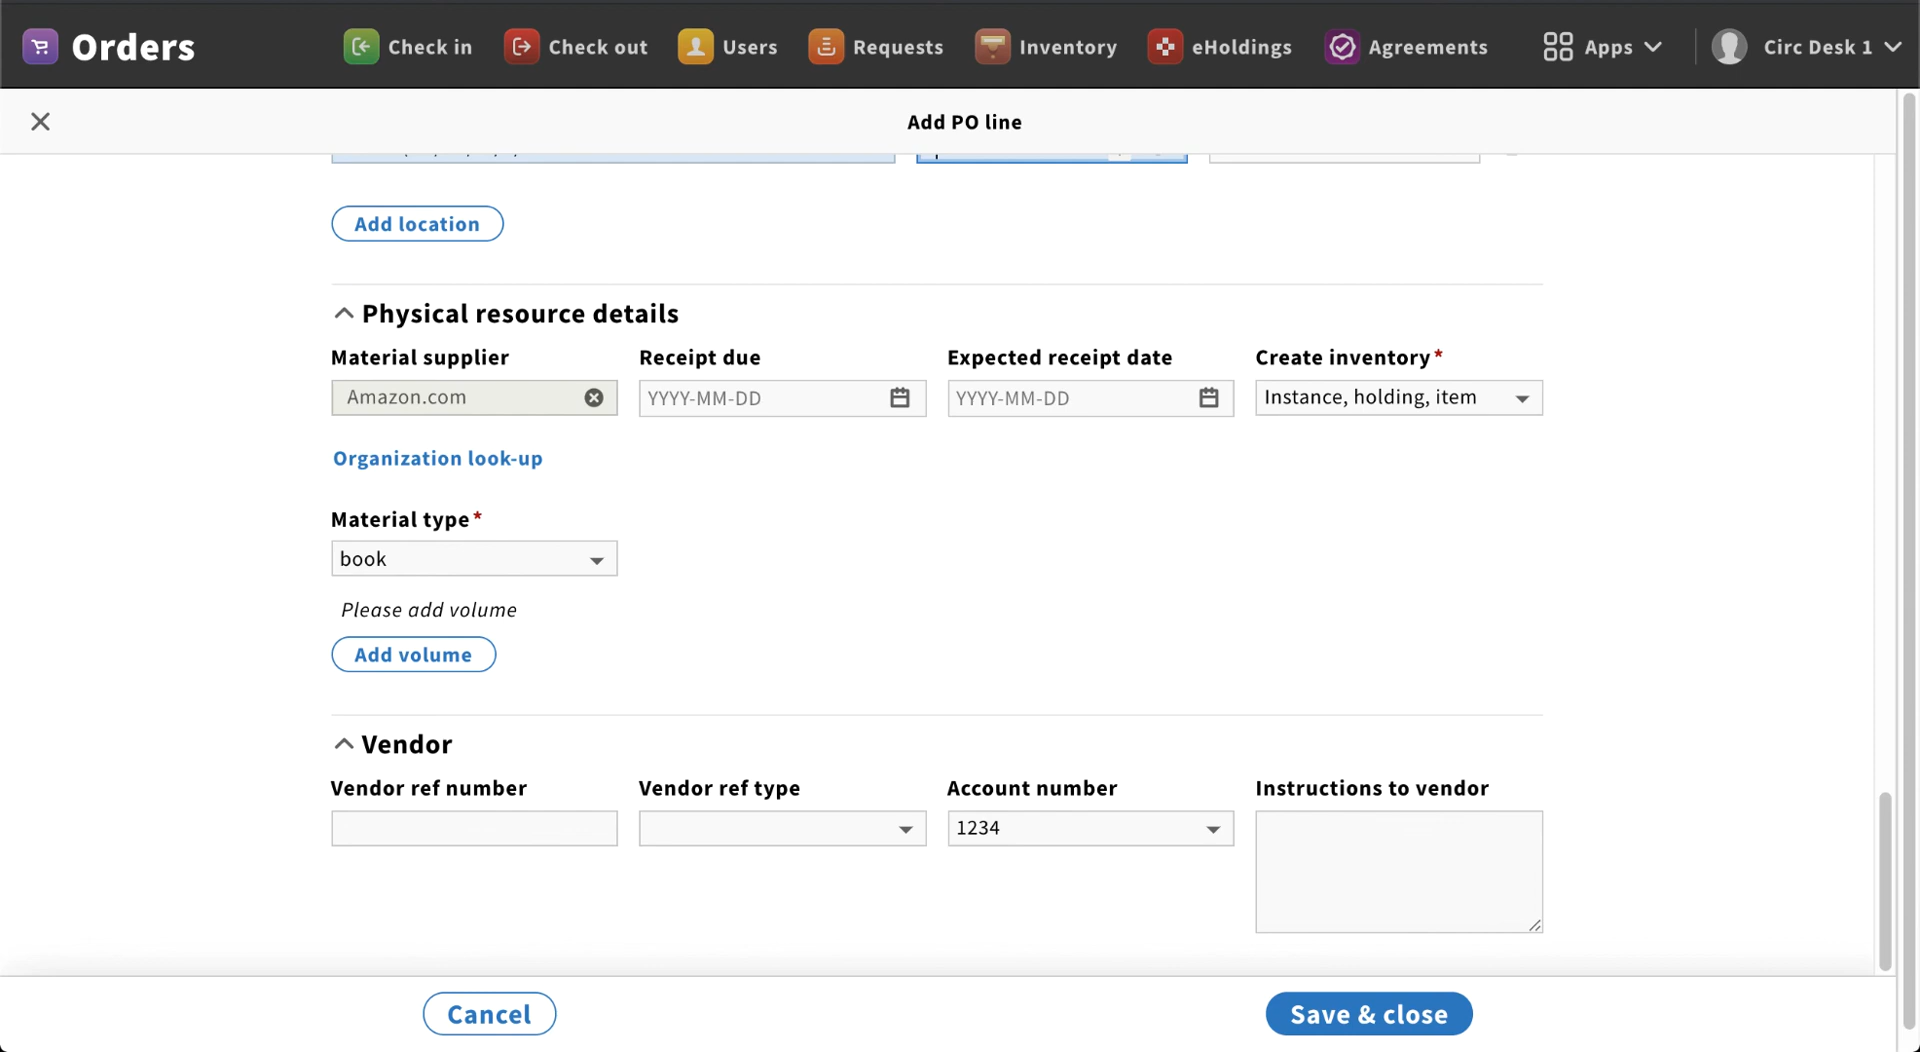 Orders
Check in
Check out
Users
Requests
Inventory
eHoldings
Agreements
Apps
Circ Desk 1
Add PO line
Add location
Physical resource details
Material supplier
Receipt due
Expected receipt date
Create inventory*
Amazon.com
YYYY-MM-DD
YYYY-MM-DD
Instance, holding, item
Organization look-up
Material type*
book
Please add volume
Add volume
Vendor
Vendor ref number
Vendor ref type
Account number
Instructions to vendor
1234
Cancel
Save & close